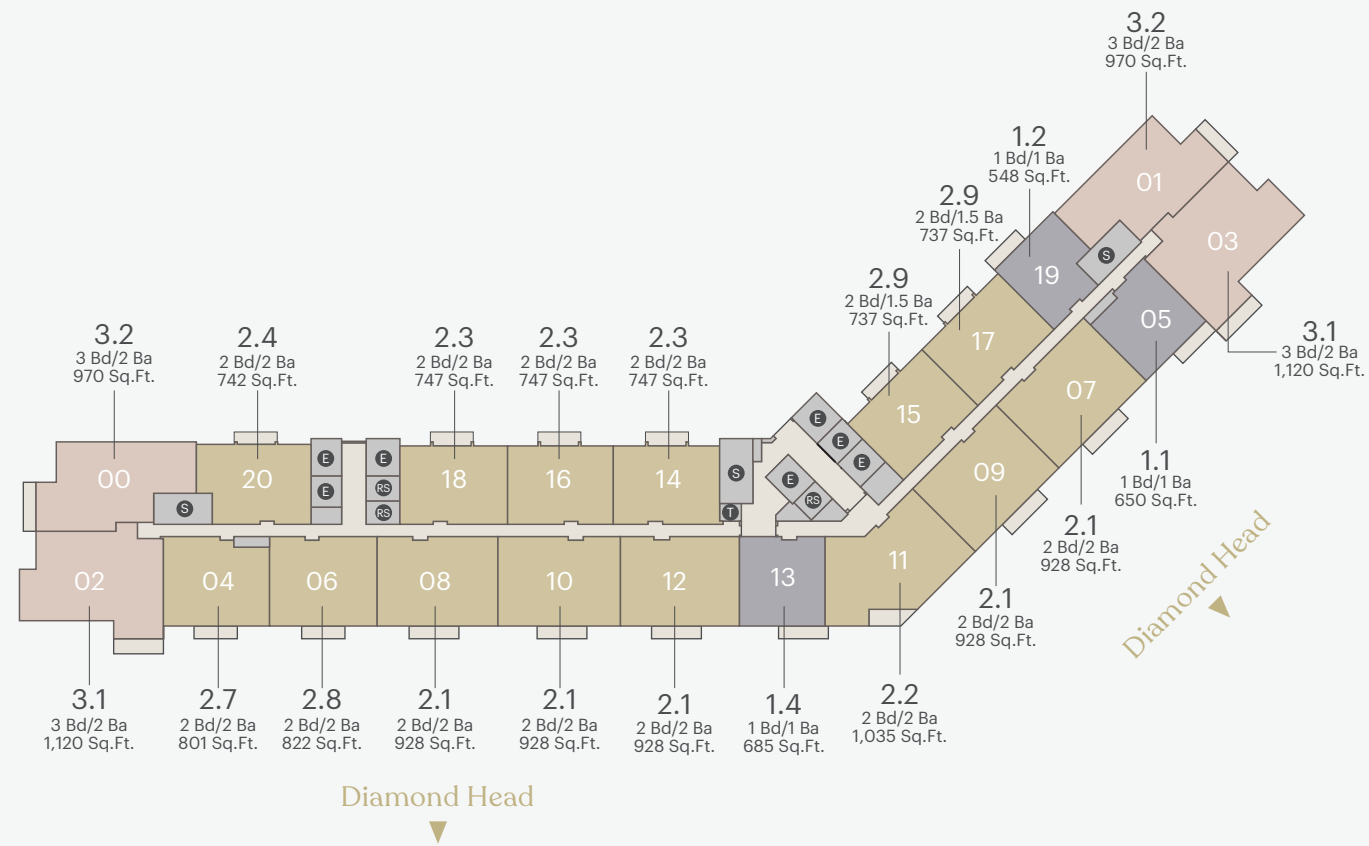 3.2
3 Bd/2 Ba
970 Sq.Ft.
1.2
1 Bd/1 Ba
548 Sq.Ft.
2.9
2 Bd/1.5 Ba
737 Sq.Ft.
2.9
2 Bd/1.5 Ba
737 Sq.Ft.
3.2
3 Bd/2 Ba
970 Sq.Ft.
2.4
2 Bd/2 Ba
742 Sq.Ft.
2.3
2 Bd/2 Ba
747 Sq.Ft.
2.3
2 Bd/2 Ba
747 Sq.Ft.
2.3
2 Bd/2 Ba
747 Sq.Ft.
01
03
S
19
05
17
07
15
09
11
3.1
3 Bd/2 Ba
1,120 Sq.Ft.
1.1
1 Bd/1 Ba
650 Sq.Ft.
2.1
2 Bd/2 Ba
928 Sq.Ft.
2.1
2 Bd/2 Ba
928 Sq.Ft.
E
E
E
E
RS
00
S
20
E
E
E
RS
RS
18
16
14
S
T
02
04
06
08
10
12
13
3.1
3 Bd/2 Ba
1,120 Sq.Ft.
2.7
2 Bd/2 Ba
801 Sq.Ft.
2.8
2 Bd/2 Ba
822 Sq.Ft.
2.1
2 Bd/2 Ba
928 Sq.Ft.
2.1
2 Bd/2 Ba
928 Sq.Ft.
2.1
2 Bd/2 Ba
928 Sq.Ft.
1.4
1 Bd/1 Ba
685 Sq.Ft.
2.2
2 Bd/2 Ba
1,035 Sq.Ft.
Diamond Head
Diamond Head